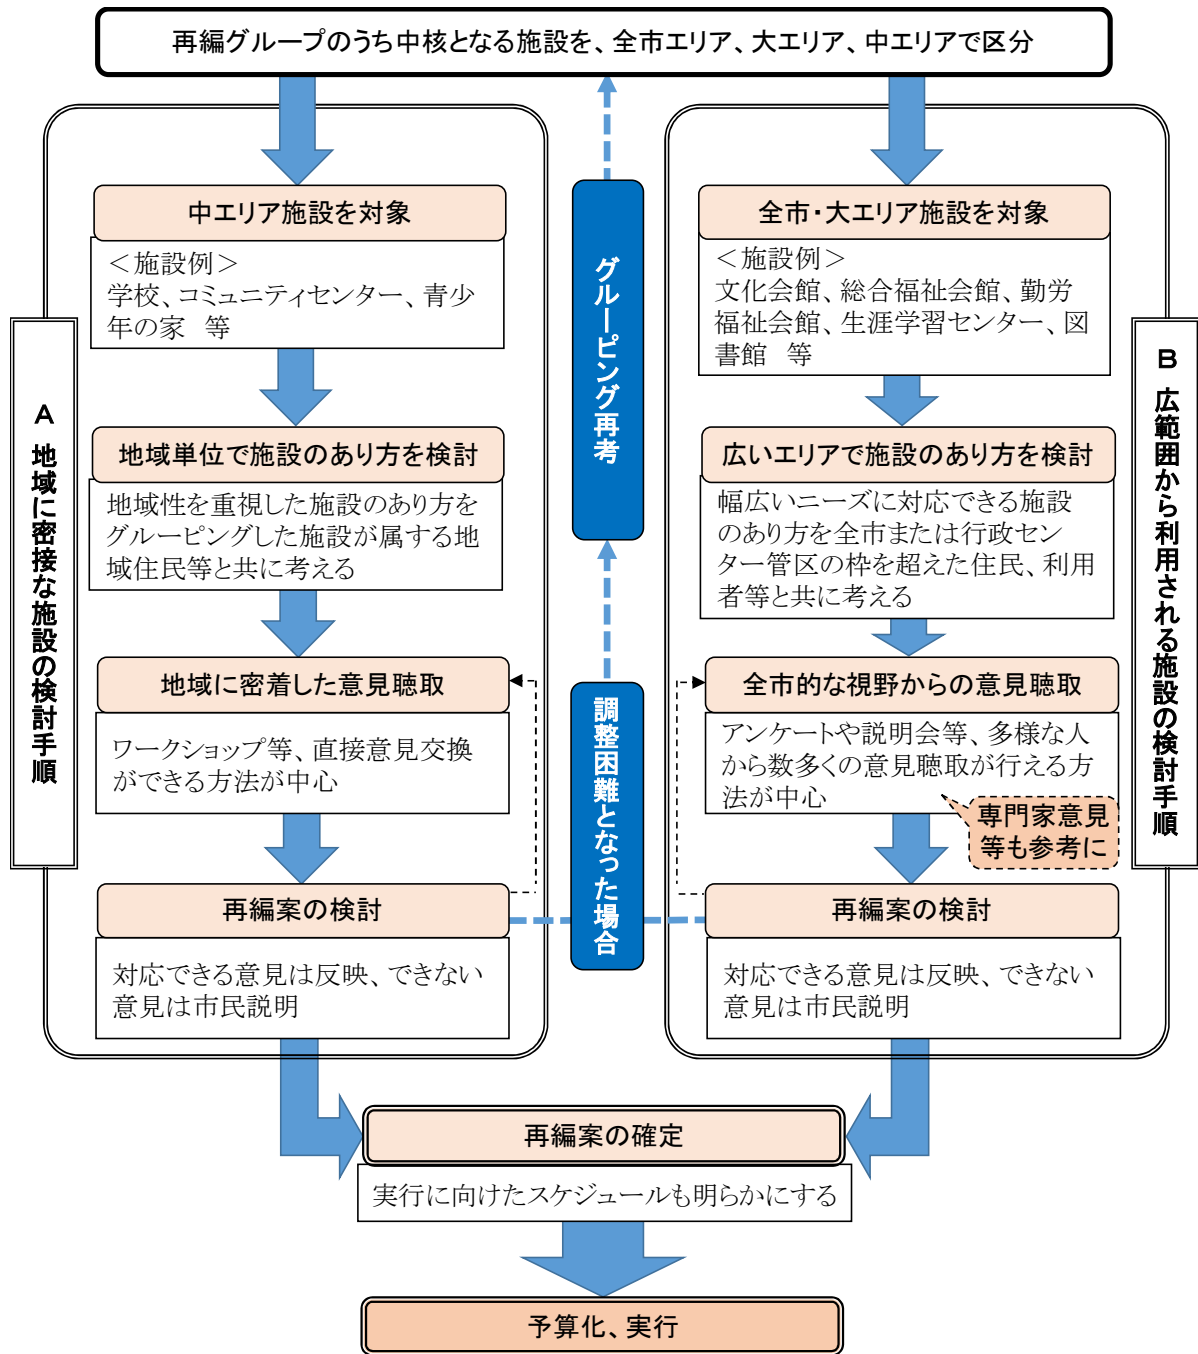 再編グループのうち中核となる施設を、全市エリア、大エリア、中エリアで区分
A 地域に密接な施設の検討手順
中エリア施設を対象
＜施設例＞
学校、コミュニティセンター、青少
年の家 等
地域単位で施設のあり方を検討
地域性を重視した施設のあり方を
グルーピングした施設が属する地
域住民等と共に考える
地域に密着した意見聴取
ワークショップ等、直接意見交換
ができる方法が中心
再編案の検討
対応できる意見は反映、できない
意見は市民説明
グルーピング再考
調整困難となった場合
B 広範囲から利用される施設の検討手順
全市・大エリア施設を対象
＜施設例＞
文化会館、総合福祉会館、勤労
福祉会館、生涯学習センター、図
書館 等
広いエリアで施設のあり方を検討
幅広いニーズに対応できる施設
のあり方を全市または行政セン
ター管区の枠を超えた住民、利用
者等と共に考える
全市的な視野からの意見聴取
アンケートや説明会等、多様な人
から数多くの意見聴取が行える方
法が中心
専門家意見
等も参考に
再編案の検討
対応できる意見は反映、できない
意見は市民説明
再編案の確定
実行に向けたスケジュールも明らかにする
予算化、実行